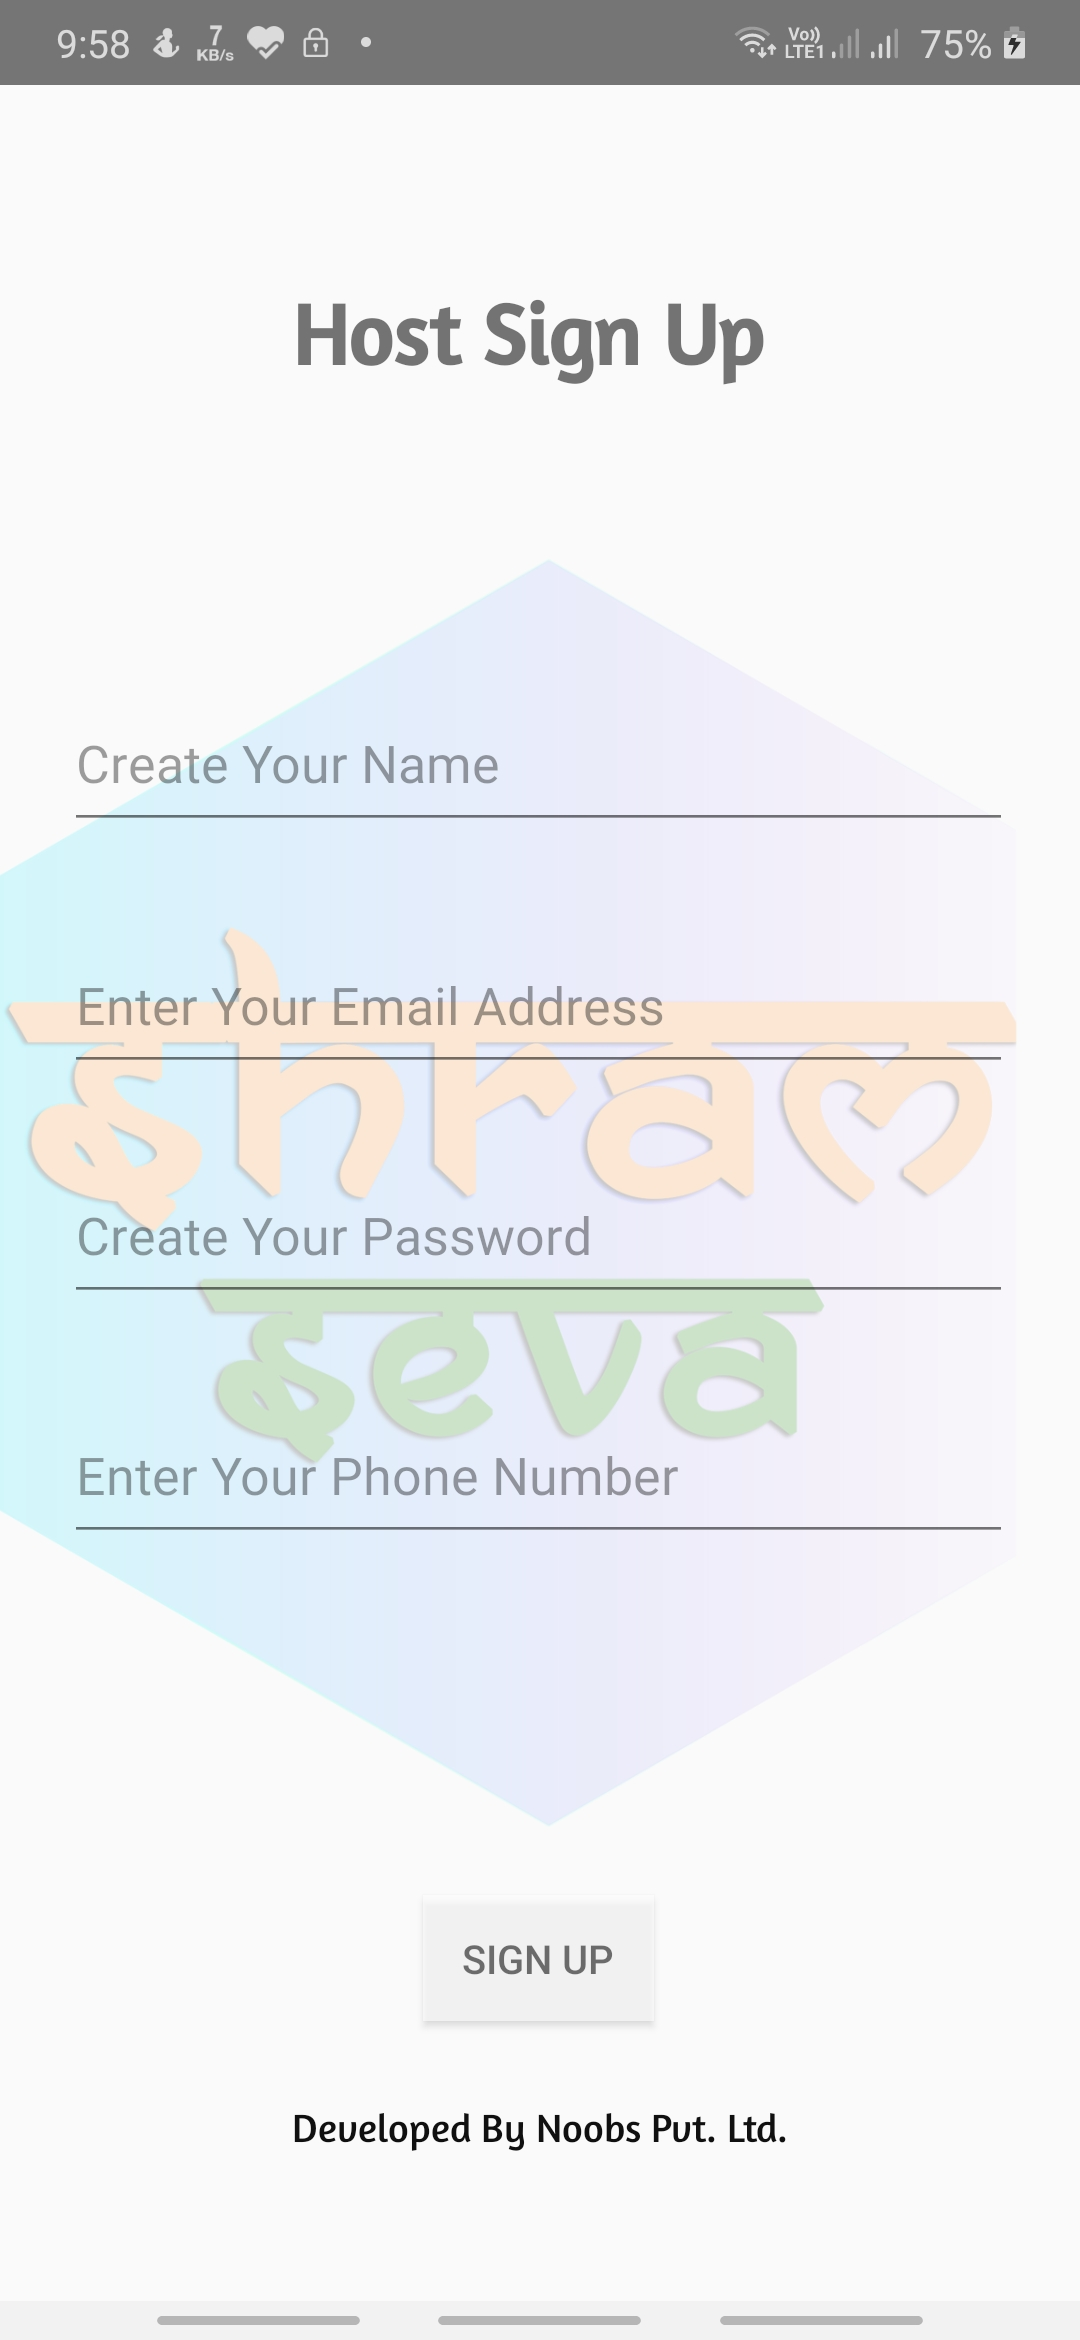 9:58 7 KB/s Vo)) LTE1 75%
Host Sign Up
Create Your Name
Enter Your Email Address
shram
Create Your Password
seva
Enter Your Phone Number
SIGN UP
Developed By Noobs Pvt. Ltd.